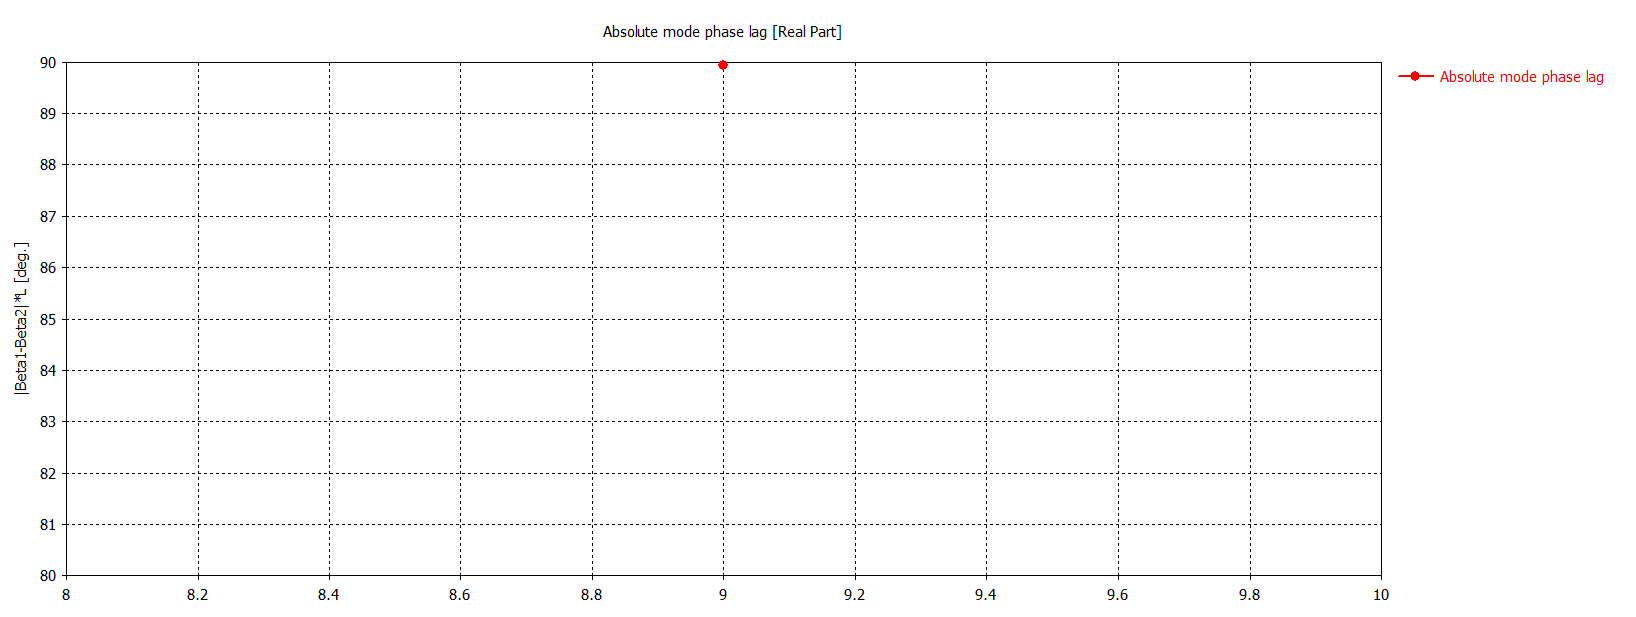 Absolute mode phase lag [Real Part]
Absolute mode phase lag
|Beta1-Beta2|*L [deg.]
90
89
88
87
86
85
84
83
82
81
80
8 8.2 8.4 8.6 8.8 9 9.2 9.4 9.6 9.8 10